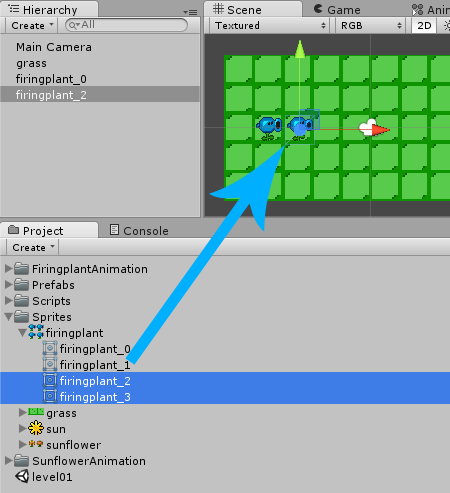 Hierarchy
Create
All
Main Camera
grass
firingplant_0
firingplant_2
Scene
Game
Ani
Textured
RGB
2D
Project
Console
Create
FiringplantAnimation
Prefabs
Scripts
Sprites
firingplant
firingplant_0
firingplant_1
firingplant_2
firingplant_3
grass
sun
sunflower
SunflowerAnimation
level01